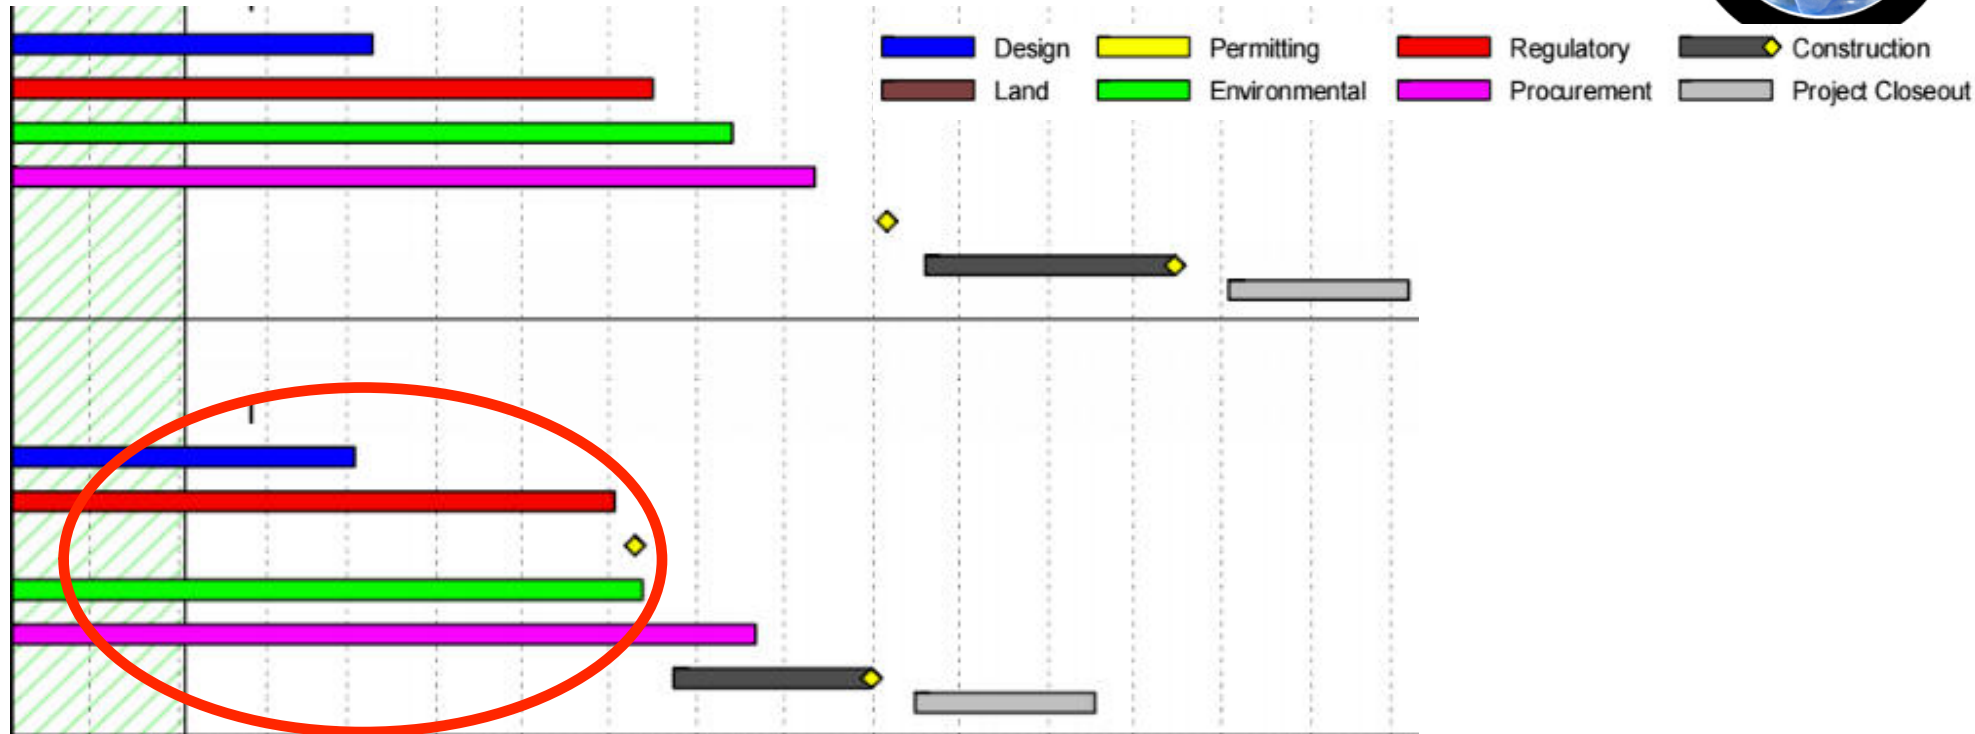 Design Permitting Regulatory Construction
Land Environmental Procurement Project Closeout